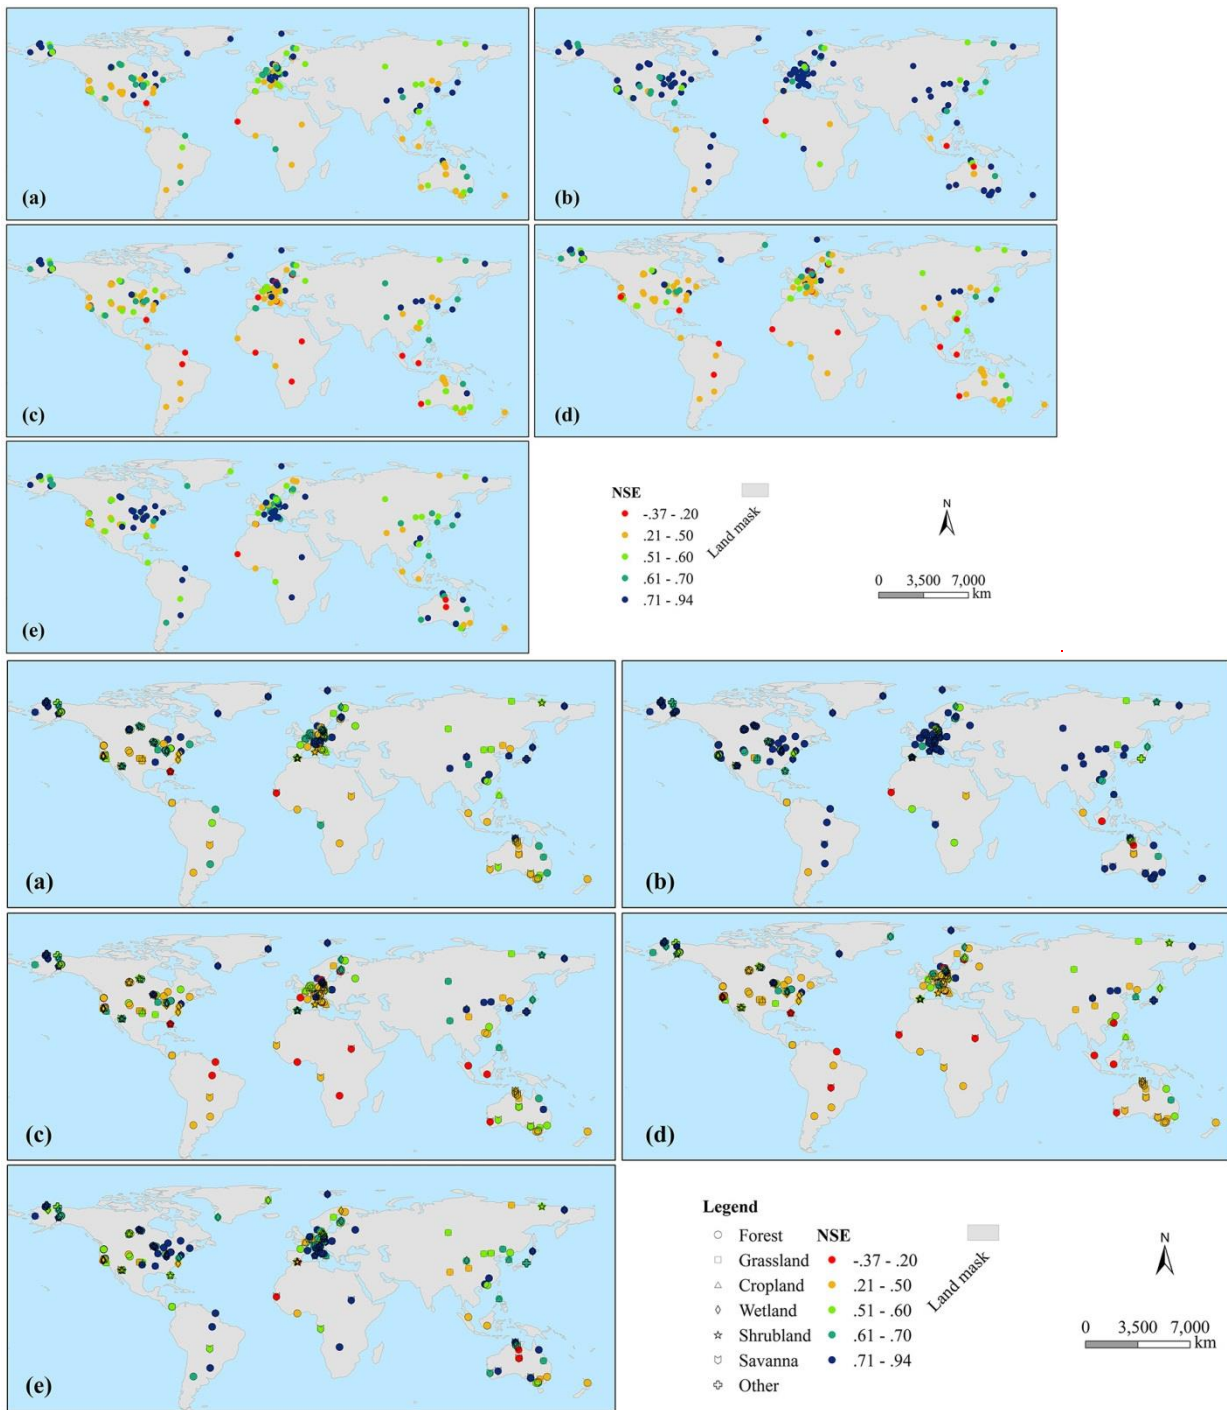 (a)
(b)
(c)
(d)
(e)
NSE
-.37 - .20
.21 - .50
.51 - .60
.61 - .70
.71 - .94
Land mask
N
0 3,500 7,000
km
(a)
(b)
(c)
(d)
(e)
Legend
Forest
Grassland
Cropland
Wetland
Shrubland
Savanna
Other
NSE
-.37 - .20
.21 - .50
.51 - .60
.61 - .70
.71 - .94
Land mask
N
0 3,500 7,000
km